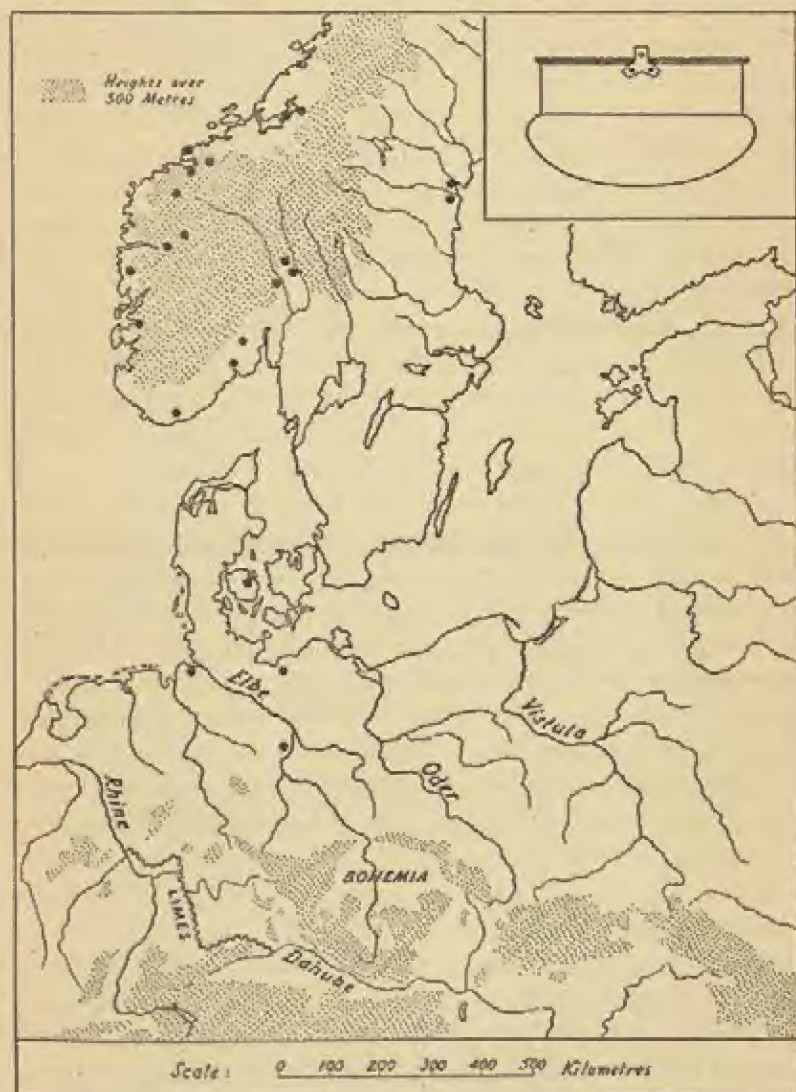 Heights over
500 Metres
Elbe
Vistula
Oder
Rhine
BOHEMIA
LIMES
Danube
Scale: 0 100 200 300 400 500 Kilometres